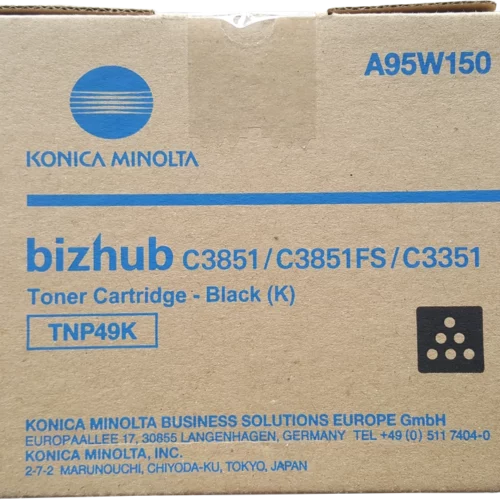 A95W150
KONICA MINOLTA
bizhub C3851/C3851FS/C3351
Toner Cartridge - Black (K)
TNP49K
KONICA MINOLTA BUSINESS SOLUTIONS EUROPE GmbH
EUROPAALLEE 17, 30855 LANGENHAGEN, GERMANY TEL +49 (0) 511 7404-0
KONICA MINOLTA, INC.
2-7-2 MARUNOUCHI, CHIYODA-KU, TOKYO, JAPAN